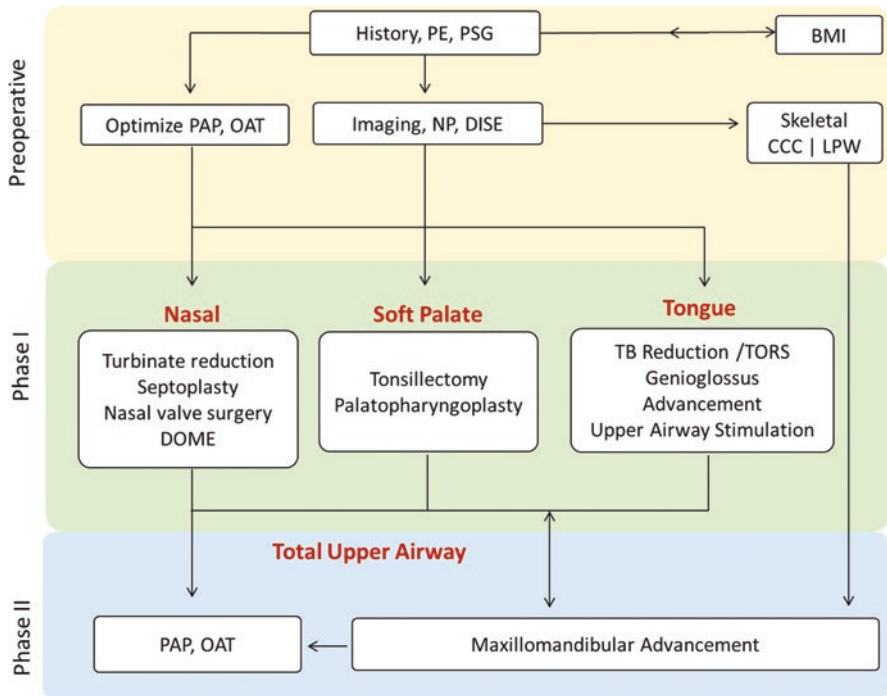 Preoperative
History, PE, PSG
BMI
Optimize PAP, OAT
Imaging, NP, DISE
Skeletal
CCC | LPW
Phase I
Nasal
Turbinate reduction
Septoplasty
Nasal valve surgery
DOME
Soft Palate
Tonsillectomy
Palatopharyngoplasty
Tongue
TB Reduction /TORS
Genioglossus
Advancement
Upper Airway Stimulation
Phase II
Total Upper Airway
PAP, OAT
Maxillomandibular Advancement